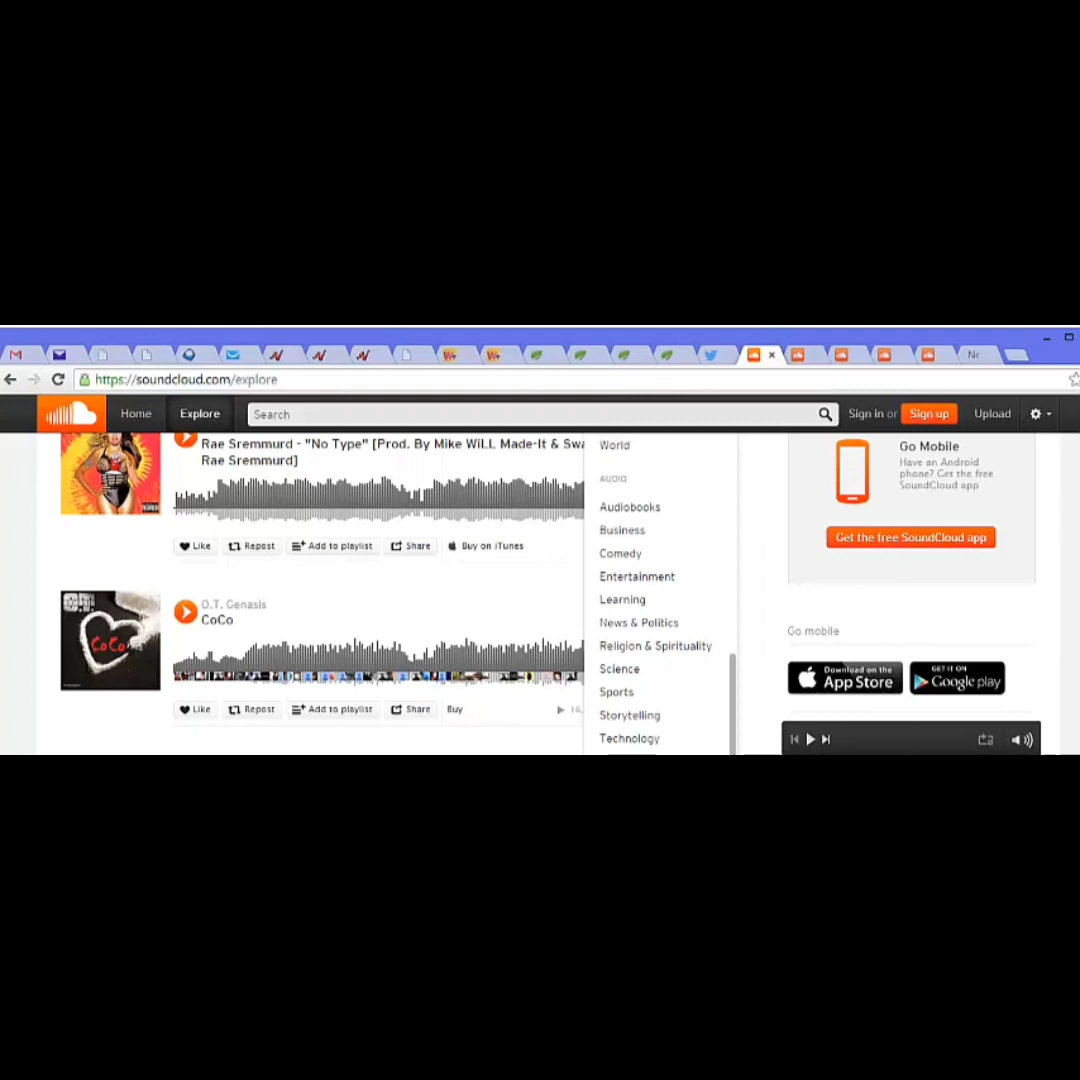 https://soundcloud.com/explore
Home
Explore
Search
Sign in or
Sign up
Upload
Rae Sremmurd - "No Type" [Prod. By Mike WiLL Made-It & Swa
Rae Sremmurd]
Like
Repost
Add to playlist
Share
Buy on iTunes
O.T. Genasis
CoCo
CoCo
Like
Repost
Add to playlist
Share
Buy
World
AUDIO
Audiobooks
Business
Comedy
Entertainment
Learning
News & Politics
Religion & Spirituality
Science
Sports
Storytelling
Technology
Go Mobile
Have an Android
phone? Get the free
SoundCloud app
Get the free SoundCloud app
Go mobile
Download on the
App Store
GET IT ON
Google play